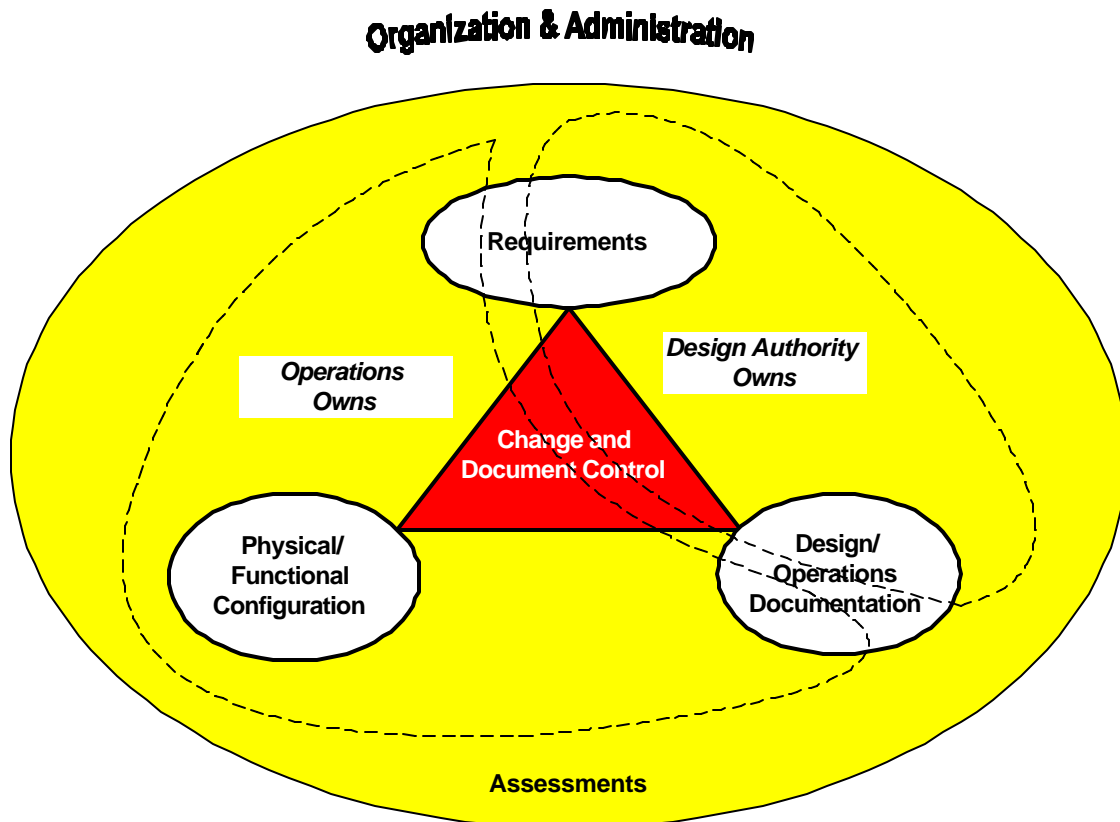 Organization & Administration
Requirements
Operations
Owns
Design Authority
Owns
Change and
Document Control
Physical/
Functional
Configuration
Design/
Operations
Documentation
Assessments